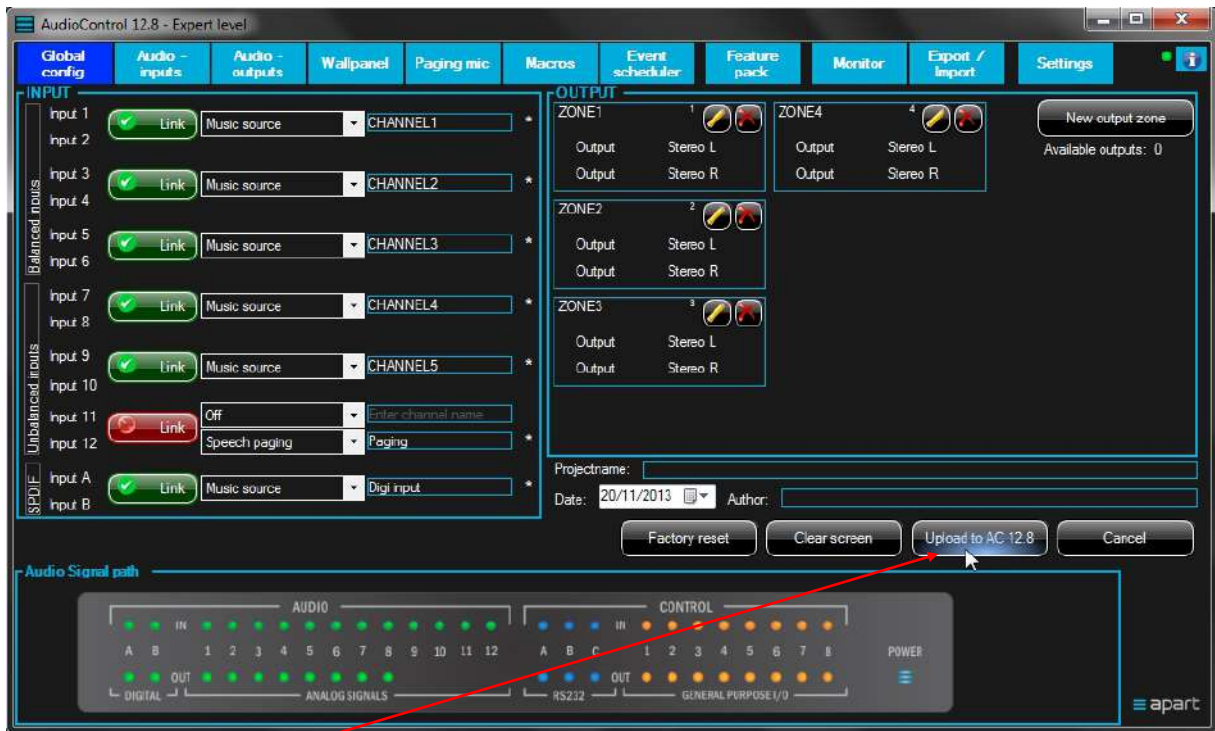 AudioControl 12.8 - Expert level
Global config
Audio - inputs
Audio - outputs
Wallpanel
Paging mic
Macros
Event scheduler
Feature pack
Monitor
Export / Import
Settings
INPUT
Balanced inputs
Input 1
Input 2
Link
Music source
CHANNEL1
*
Input 3
Input 4
Link
Music source
CHANNEL2
*
Input 5
Input 6
Link
Music source
CHANNEL3
*
Unbalanced inputs
Input 7
Input 8
Link
Music source
CHANNEL4
*
Input 9
Input 10
Link
Music source
CHANNEL5
*
Input 11
Input 12
Link
Off
Enter channel name
Speech paging
Paging
*
SPDIF
Input A
Input B
Link
Music source
Digi input
*
OUTPUT
ZONE1 1
Output Stereo L
Output Stereo R
ZONE4 4
Output Stereo L
Output Stereo R
ZONE2 2
Output Stereo L
Output Stereo R
ZONE3 3
Output Stereo L
Output Stereo R
New output zone
Available outputs: 0
Projectname:
Date: 20/11/2013 Author:
Factory reset
Clear screen
Upload to AC 12.8
Cancel
Audio Signal path
AUDIO
IN
A B 1 2 3 4 5 6 7 8 9 10 11 12
OUT
DIGITAL
ANALOG SIGNALS
CONTROL
IN
A B C 1 2 3 4 5 6 7 8
OUT
RS232
GENERAL PURPOSE I/O
POWER
apart